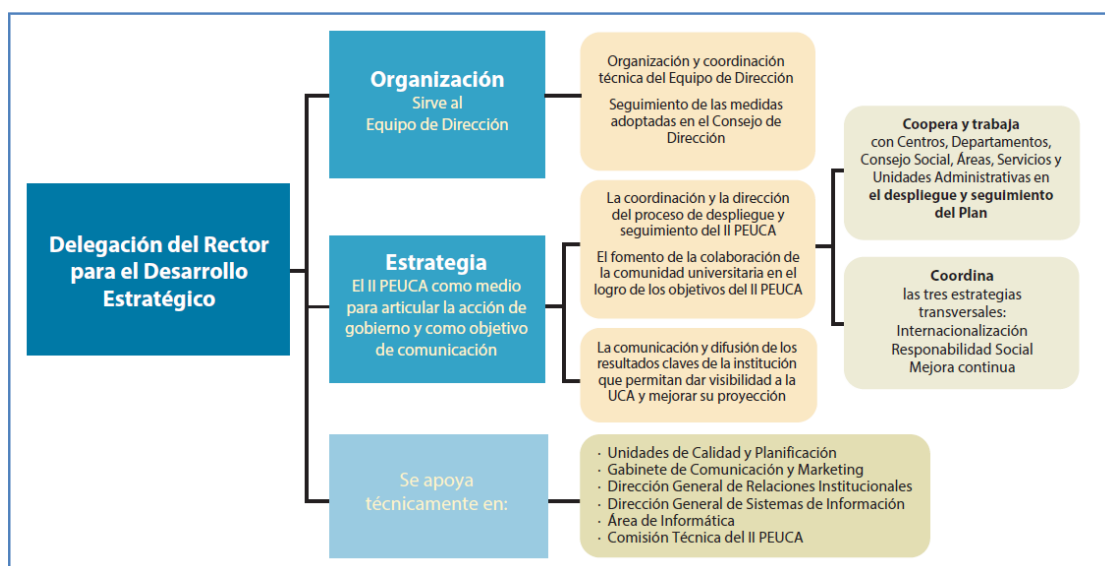 Delegación del Rector
para el Desarrollo
Estratégico
Organización
Sirve al
Equipo de Dirección
Organización y coordinación
técnica del Equipo de Dirección
Seguimiento de las medidas
adoptadas en el Consejo de
Dirección
Estrategia
El II PEUCA como medio
para articular la acción de
gobierno y como objetivo
de comunicación
La coordinación y la dirección
del proceso de despliegue y
seguimiento del II PEUCA
El fomento de la colaboración de
la comunidad universitaria en el
logro de los objetivos del II PEUCA
Coopera y trabaja
con Centros, Departamentos,
Consejo Social, Áreas, Servicios y
Unidades Administrativas en
el despliegue y seguimiento
del Plan
Coordina
las tres estrategias
transversales:
Internacionalización
Responsabilidad Social
Mejora continua
La comunicación y difusión de los
resultados claves de la institución
que permitan dar visibilidad a la
UCA y mejorar su proyección
Se apoya
técnicamente en:
· Unidades de Calidad y Planificación
· Gabinete de Comunicación y Marketing
· Dirección General de Relaciones Institucionales
· Dirección General de Sistemas de Información
· Área de Informática
· Comisión Técnica del II PEUCA